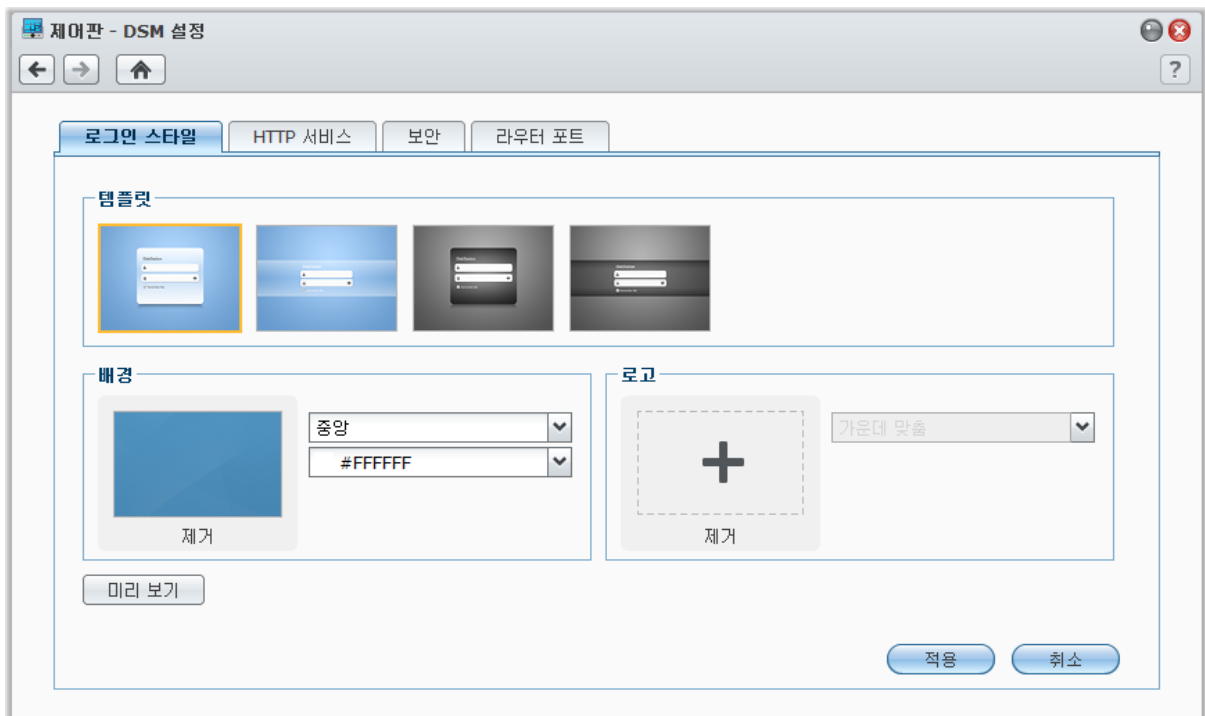 제어판 - DSM 설정
?
로그인 스타일 HTTP 서비스 보안 라우터 포트
템플릿
배경
중앙
#FFFFFF
제거
로고
가운데 맞춤
제거
미리 보기
적용 취소